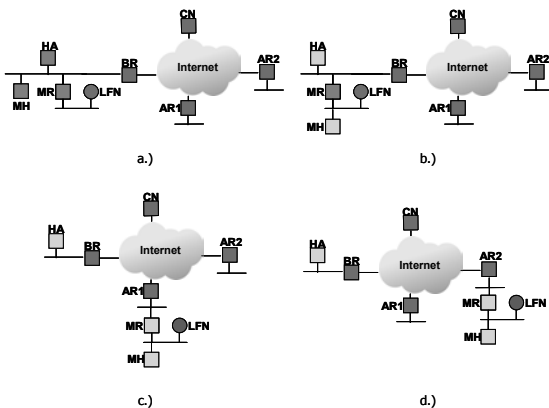 CN
HA
BR
Internet
AR2
MH
MR
LFN
AR1
a.)
CN
HA
BR
Internet
AR2
MR
LFN
AR1
MH
b.)
CN
HA
BR
Internet
AR2
AR1
MR
LFN
MH
c.)
CN
HA
BR
Internet
AR2
AR1
MR
LFN
MH
d.)